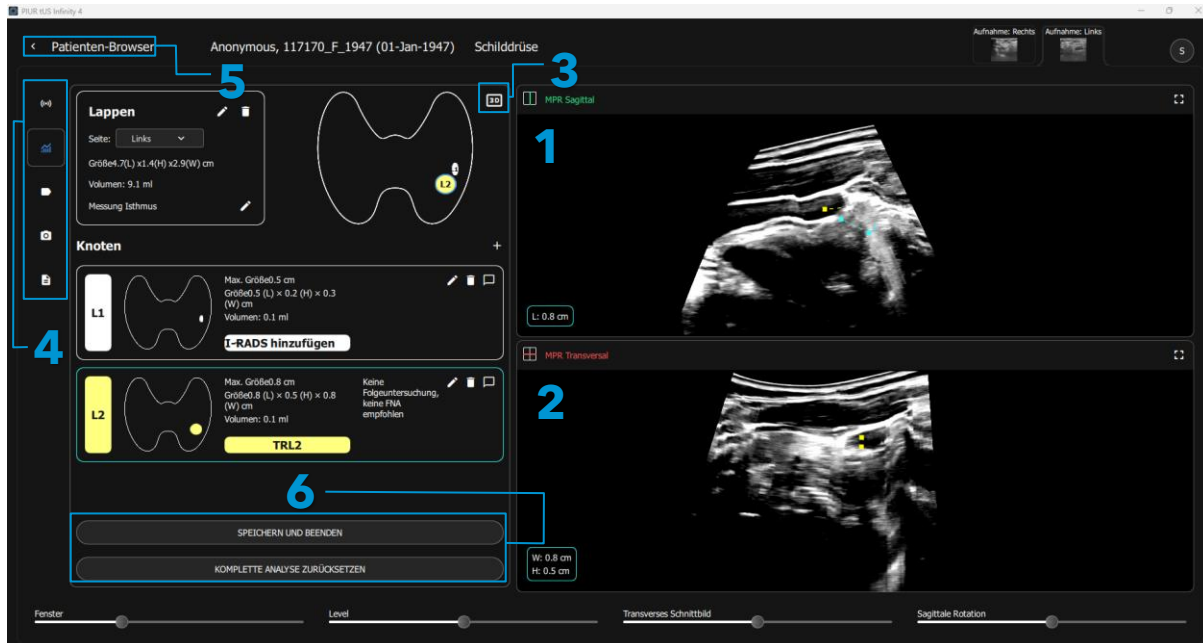 PIUR tUS Infinity 4
Patienten-Browser
Anonymous, 117170_F_1947 (01-Jan-1947)
Schilddrüse
Aufnahme: Rechts
Aufnahme: Links
S
5
3
4
Lappen
Seite: Links
Größe4.7(L) x1.4(H) x2.9(W) cm
Volumen: 9.1 ml
Messung Isthmus
3D
L2
Knoten
+
L1
Max. Größe0.5 cm
Größe0.5 (L) × 0.2 (H) × 0.3
(W) cm
Volumen: 0.1 ml
I-RADS hinzufügen
L2
Max. Größe0.8 cm
Größe0.8 (L) × 0.5 (H) × 0.8
(W) cm
Volumen: 0.1 ml
TRL2
Keine
Folgeuntersuchung,
keine FNA
empfohlen
6
SPEICHERN UND BEENDEN
KOMPLETTE ANALYSE ZURÜCKSETZEN
MPR Sagittal
1
L: 0.8 cm
MPR Transversal
2
W: 0.8 cm
H: 0.5 cm
Fenster
Level
Transverses Schnittbild
Sagittale Rotation